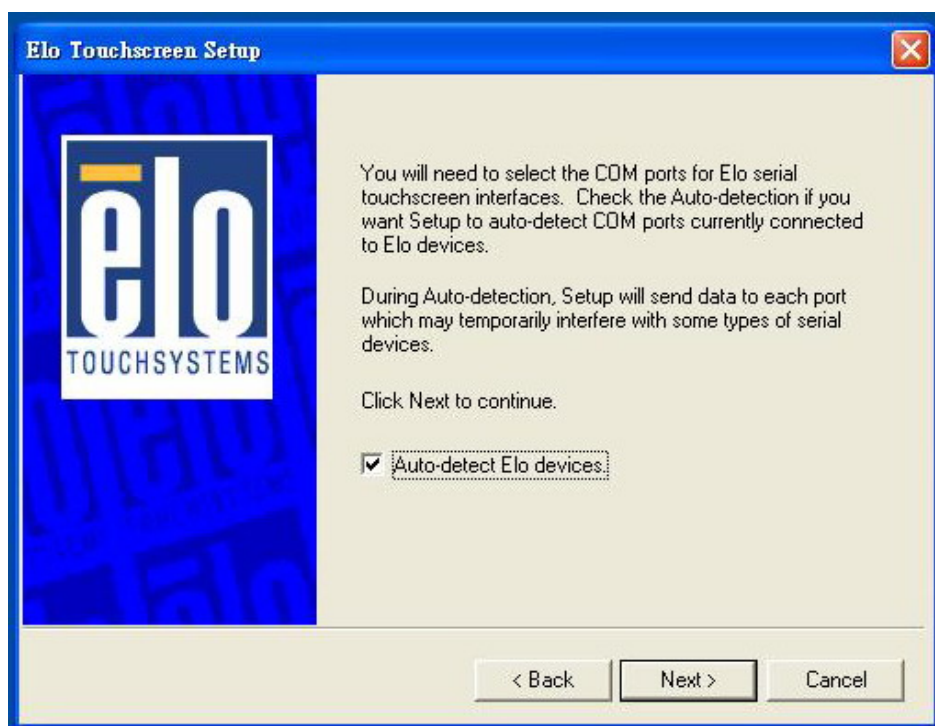 Elo Touchscreen Setup
ēlo
TOUCHSYSTEMS
You will need to select the COM ports for Elo serial
touchscreen interfaces. Check the Auto-detection if you
want Setup to auto-detect COM ports currently connected
to Elo devices.
During Auto-detection, Setup will send data to each port
which may temporarily interfere with some types of serial
devices.
Click Next to continue.
Auto-detect Elo devices.
< Back
Next >
Cancel